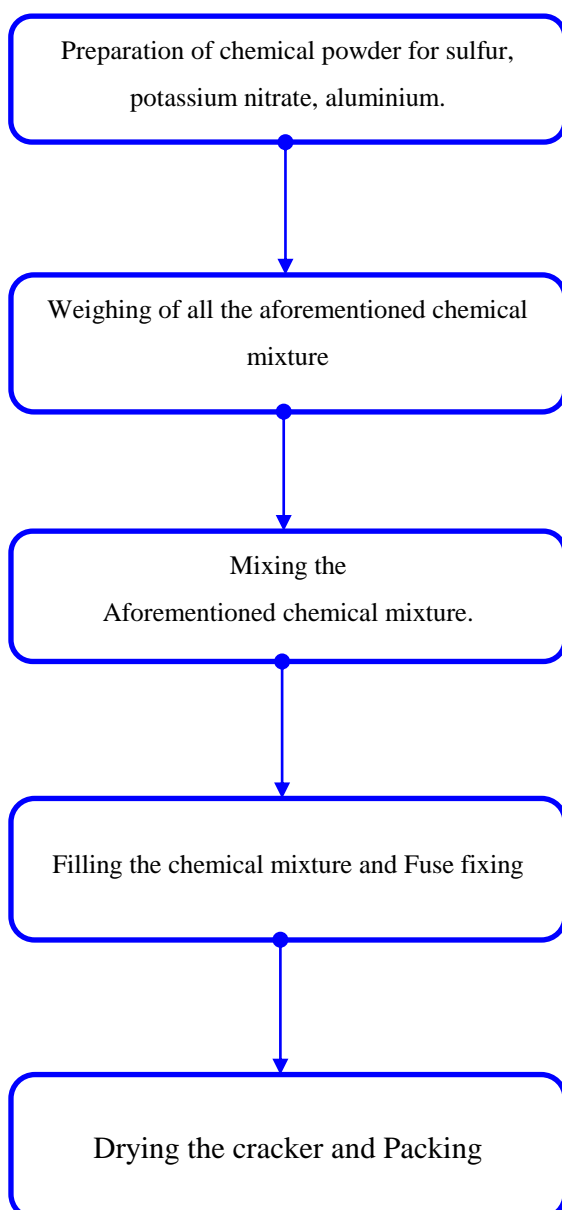 Preparation of chemical powder for sulfur,
potassium nitrate, aluminium.
Weighing of all the aforementioned chemical
mixture
Mixing the
Aforementioned chemical mixture.
Filling the chemical mixture and Fuse fixing
Drying the cracker and Packing